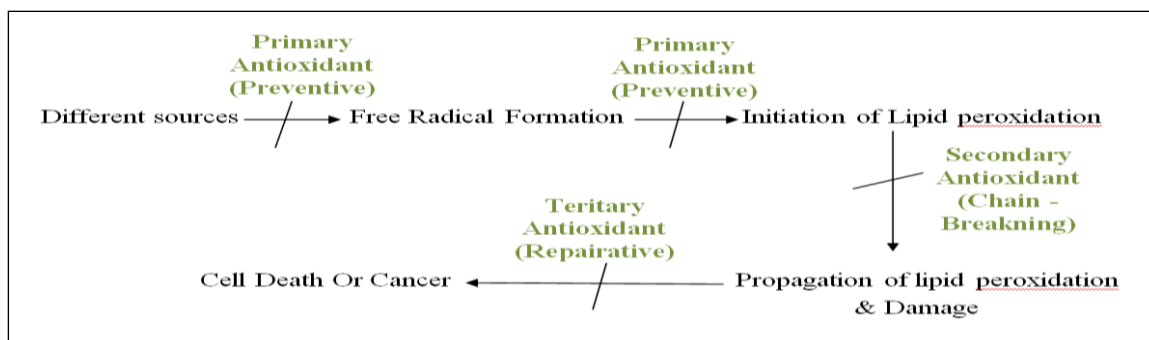 Primary
Antioxidant
(Preventive)
Primary
Antioxidant
(Preventive)
Different sources
Free Radical Formation
Initiation of Lipid peroxidation
Secondary
Antioxidant
(Chain -
Breakning)
Teritary
Antioxidant
(Repairative)
Cell Death Or Cancer
Propagation of lipid peroxidation
& Damage